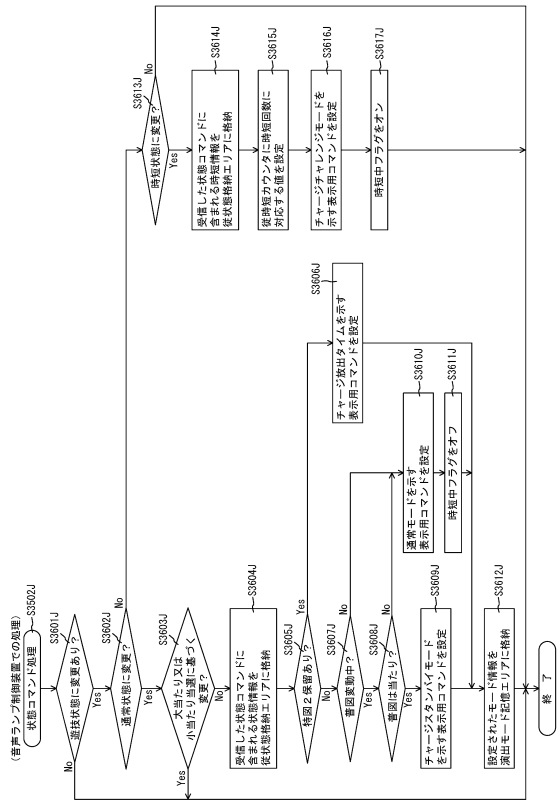 (音声ランプ制御装置での処理)
状態コマンド処理
S3502J
遊技状態に変更あり?
S3601J
No
Yes
通常状態に変更?
S3602J
No
Yes
大当たり又は
小当たり当選に基づく
変更?
S3603J
Yes
No
受信した状態コマンドに
含まれる状態情報を
従状態格納エリアに格納
S3604J
特図2保留あり?
S3605J
Yes
No
チャージ放出タイムを示す
表示用コマンドを設定
S3606J
普図変動中?
S3607J
No
Yes
普図は当たり?
S3608J
No
Yes
チャージスタンバイモード
を示す表示用コマンドを設定
S3609J
通常モードを示す
表示用コマンドを設定
S3610J
時短中フラグをオフ
S3611J
設定されたモード情報を
演出モード記憶エリアに格納
S3612J
時短状態に変更?
S3613J
No
Yes
受信した状態コマンドに
含まれる時短情報を
従状態格納エリアに格納
S3614J
従時短カウンタに時短回数に
対応する値を設定
S3615J
チャージチャレンジモードを
示す表示用コマンドを設定
S3616J
時短中フラグをオン
S3617J
終 了